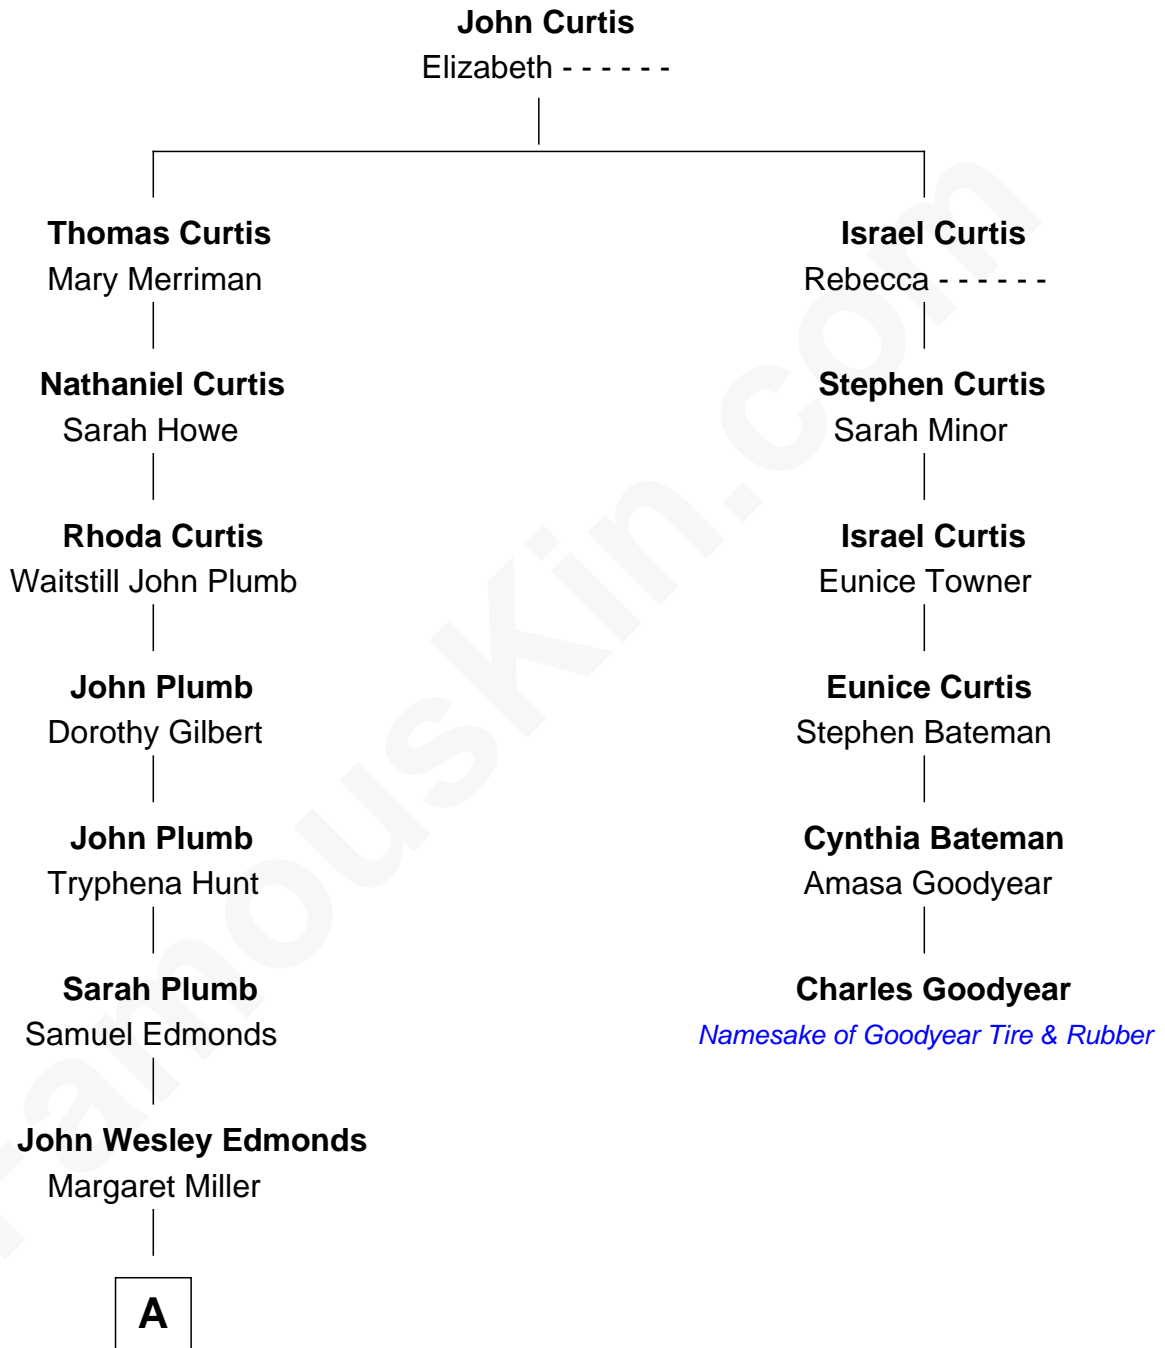 John Curtis
Elizabeth - - - - - -
Thomas Curtis
Mary Merriman
Israel Curtis
Rebecca - - - - - -
Nathaniel Curtis
Sarah Howe
Stephen Curtis
Sarah Minor
Rhoda Curtis
Waitstill John Plumb
Israel Curtis
Eunice Towner
John Plumb
Dorothy Gilbert
Eunice Curtis
Stephen Bateman
John Plumb
Tryphena Hunt
Cynthia Bateman
Amasa Goodyear
Sarah Plumb
Samuel Edmonds
Charles Goodyear
Namesake of Goodyear Tire & Rubber
John Wesley Edmonds
Margaret Miller
A
FamousKin.com